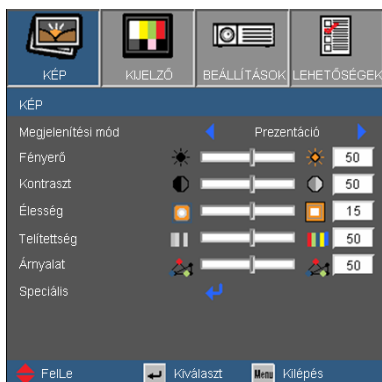 KÉP KIJELZŐ BEÁLLÍTÁSOK LEHETŐSÉGEK
KÉP
Megjelenítési mód Prezentáció
Fényerő 50
Kontraszt 50
Élesség 15
Telítettség 50
Árnyalat 50
Speciális
FelLe Kiválaszt Menu Kilépés